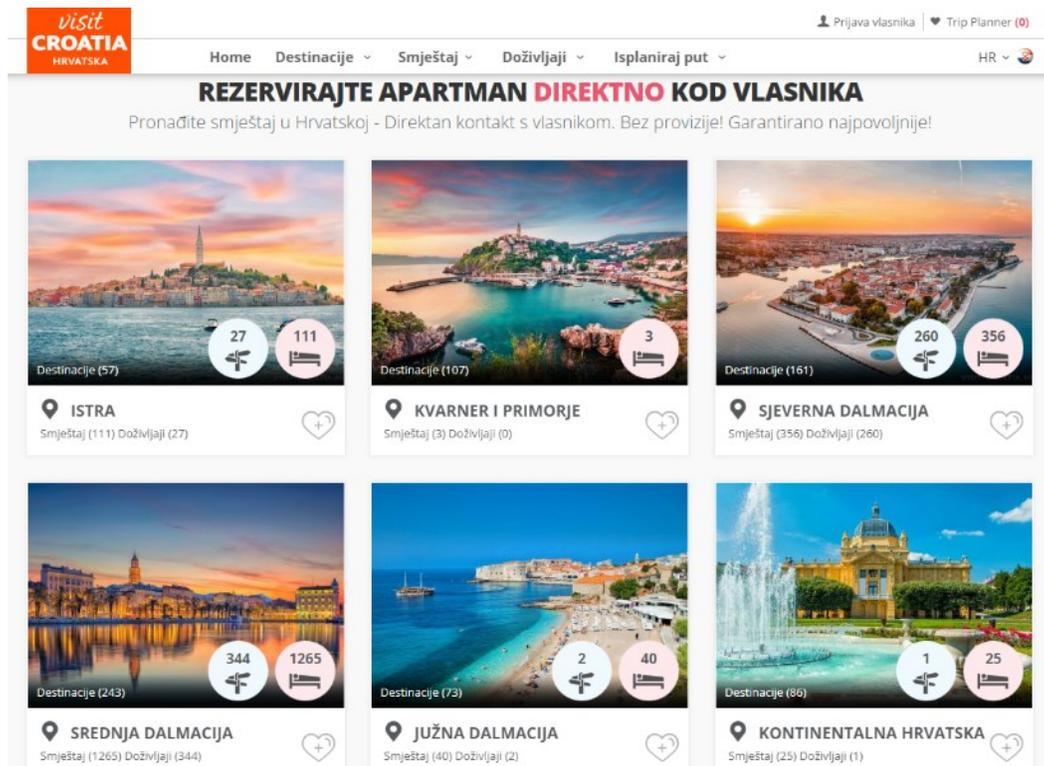 visit
CROATIA
HRVATSKA
Prijava vlasnika
Trip Planner (0)
Home Destinacije Smještaj Doživljaji Isplaniraj put HR
REZERVIRAJTE APARTMAN DIREKTNO KOD VLASNIKA
Pronađite smještaj u Hrvatskoj - Direktan kontakt s vlasnikom. Bez provizije! Garantirano najpovoljnije!
27 111
Destinacije (57)
ISTRA
Smještaj (111) Doživljaji (27)
3
Destinacije (107)
KVARNER I PRIMORJE
Smještaj (3) Doživljaji (0)
260 356
Destinacije (161)
SJEVERNA DALMACIJA
Smještaj (356) Doživljaji (260)
344 1265
Destinacije (243)
SREDNJA DALMACIJA
Smještaj (1265) Doživljaji (344)
2 40
Destinacije (73)
JUŽNA DALMACIJA
Smještaj (40) Doživljaji (2)
1 25
Destinacije (86)
KONTINENTALNA HRVATSKA
Smještaj (25) Doživljaji (1)